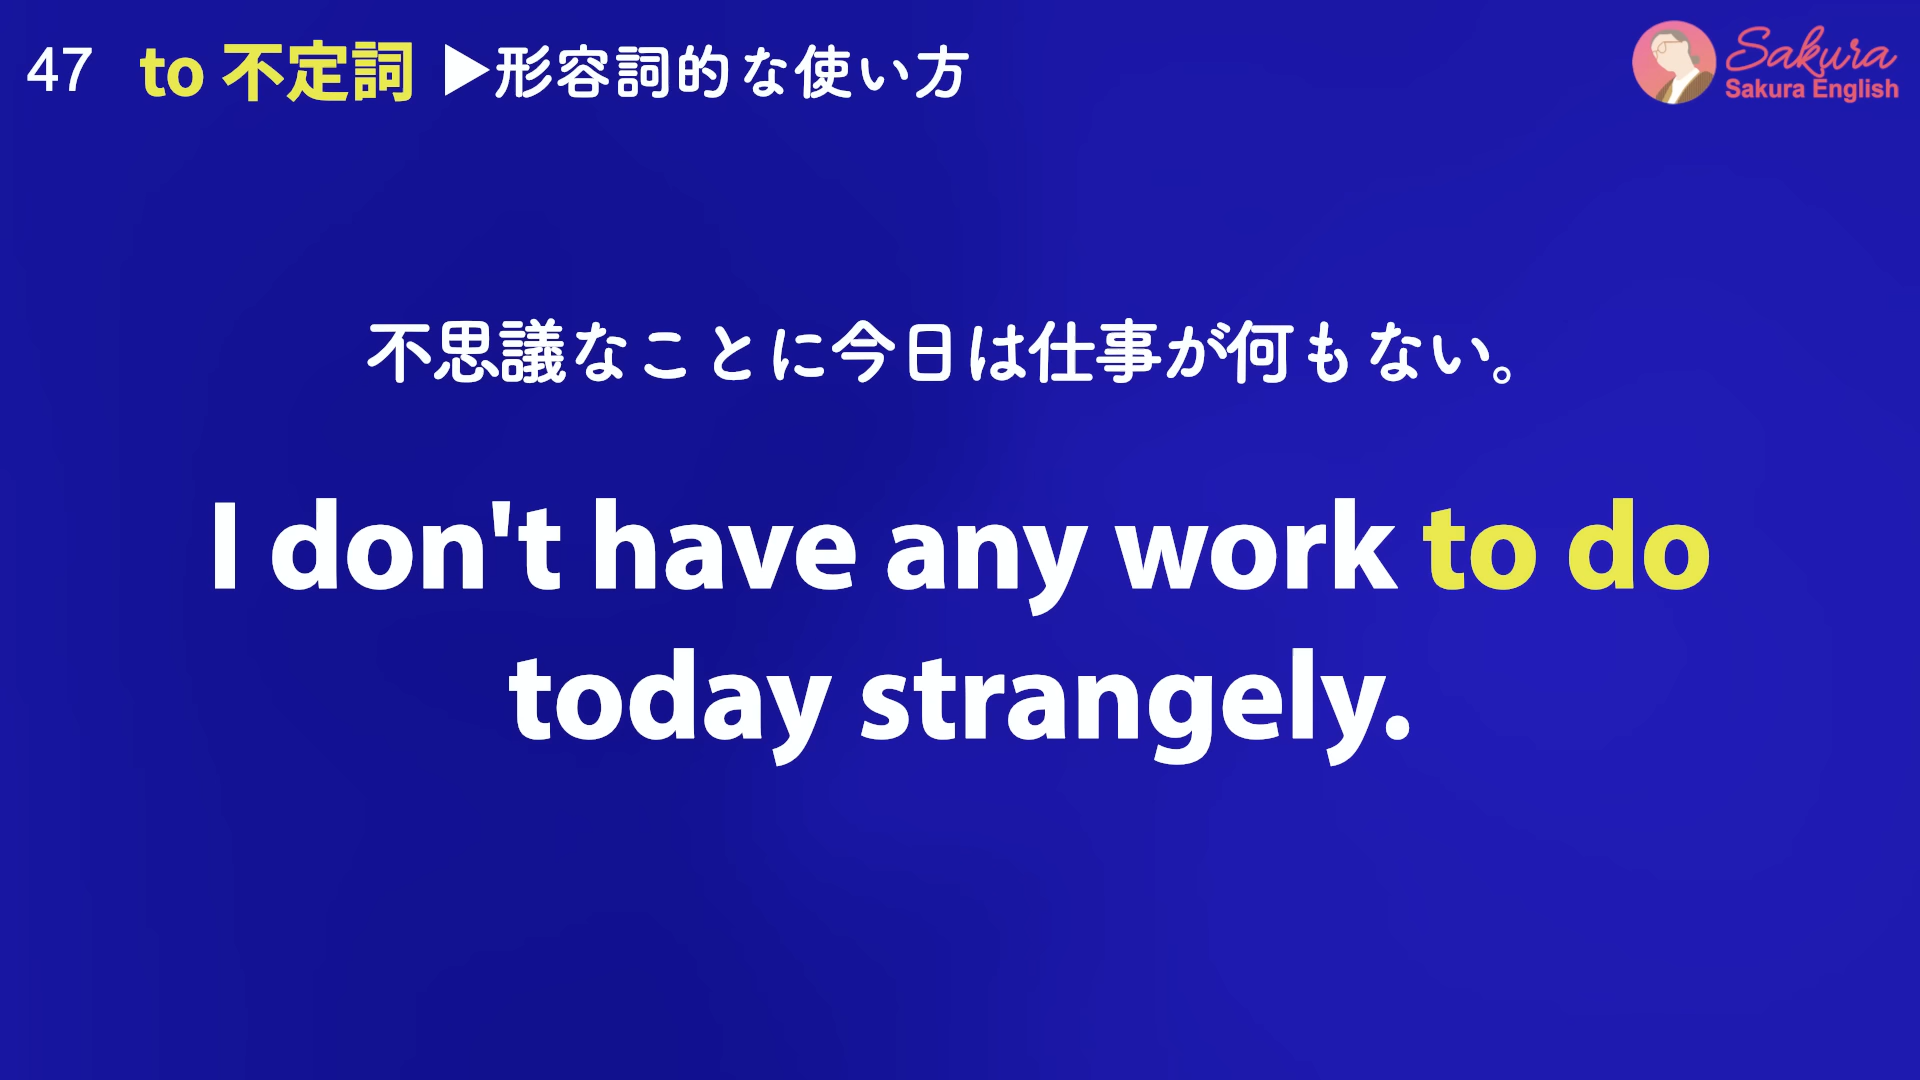 47 to 不定詞 ▶形容詞的な使い方
Sakura
Sakura English
不思議なことに今日は仕事が何もない。
I don't have any work to do
today strangely.